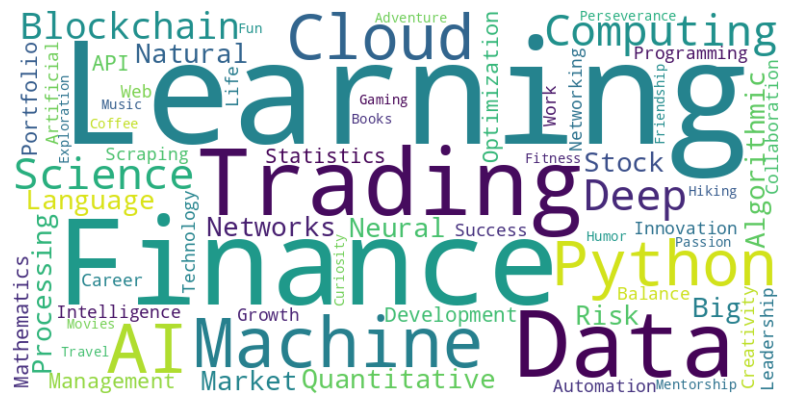 Blockchain
Fun
Cloud
Adventure
Perseverance
Computing
Learning
Natural
API
Portfolio
Artificial
Web
Life
Music
Coffee
Exploration
Gaming
Books
Optimization
Work
Networking
Programming
Friendship
Algorithmic
Collaboration
Scraping
Science
Trading
Statistics
Fitness
Stock
Deep
Hiking
Language
Networks
Neural
Success
Innovation
Humor
Passion
Technology
Processing
Finance
Curiosity
Python
Career
Balance
Mathematics
Intelligence
Growth
Development
Risk
Big
Creativity
Leadership
Movies
Travel
AI
Machine
Data
Management
Market
Quantitative
Automation
Mentorship